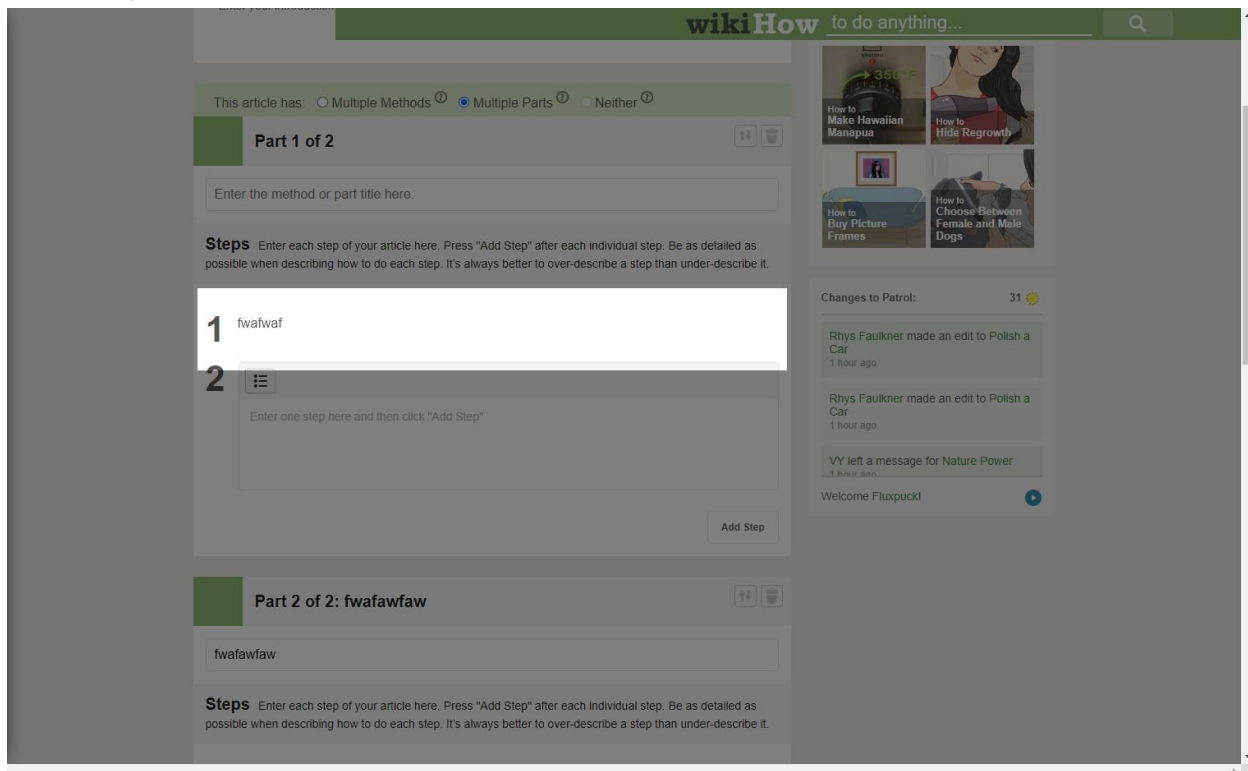 Enter your introduction
wikiHow to do anything...
This article has: Multiple Methods Multiple Parts Neither
Part 1 of 2
Enter the method or part title here.
Steps Enter each step of your article here. Press "Add Step" after each individual step. Be as detailed as
possible when describing how to do each step. It's always better to over-describe a step than under-describe it.
1 fwafwaf
2
Enter one step here and then click "Add Step"
Add Step
Part 2 of 2: fwafawfaw
fwafawfaw
Steps Enter each step of your article here. Press "Add Step" after each individual step. Be as detailed as
possible when describing how to do each step. It's always better to over-describe a step than under-describe it.
350°F
How to
Make Hawaiian
Manapua
How to
Hide Regrowth
How to
Buy Picture
Frames
How to
Choose Between
Female and Male
Dogs
Changes to Patrol: 31
Rhys Faulkner made an edit to Polish a
Car
1 hour ago
Rhys Faulkner made an edit to Polish a
Car
1 hour ago
VY left a message for Nature Power
1 hour ago
Welcome Fluxpuck!